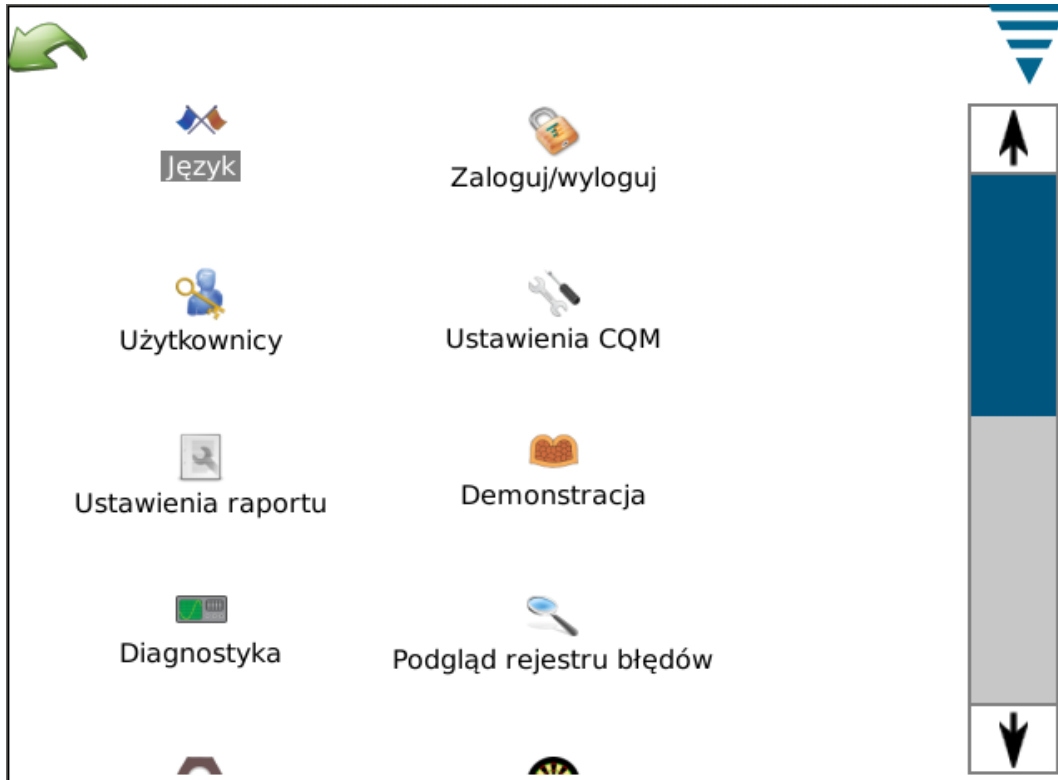 Język
Zaloguj/wyloguj
Użytkownicy
Ustawienia CQM
Ustawienia raportu
Demonstracja
Diagnostyka
Podgląd rejestru błędów